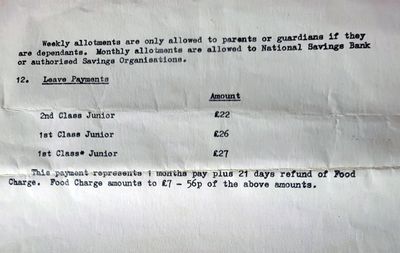 Weekly allotments are only allowed to parents or guardians if they
are dependants. Monthly allotments are allowed to National Savings Bank
or authorised Savings Organisations.
12. Leave Payments
Amount
2nd Class Junior £22
1st Class Junior £26
1st Class* Junior £27
This payment represents 1 months pay plus 21 days refund of Food
Charge. Food Charge amounts to £7 - 56p of the above amounts.